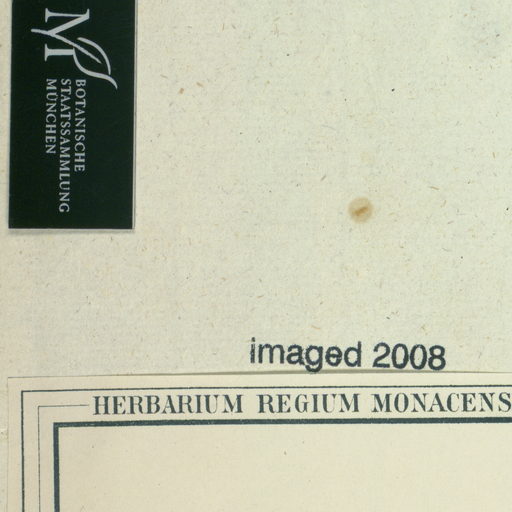 M
BOTANISCHE
STAATSSAMMLUNG
MÜNCHEN
imaged 2008
HERBARIUM REGIUM MONACENS